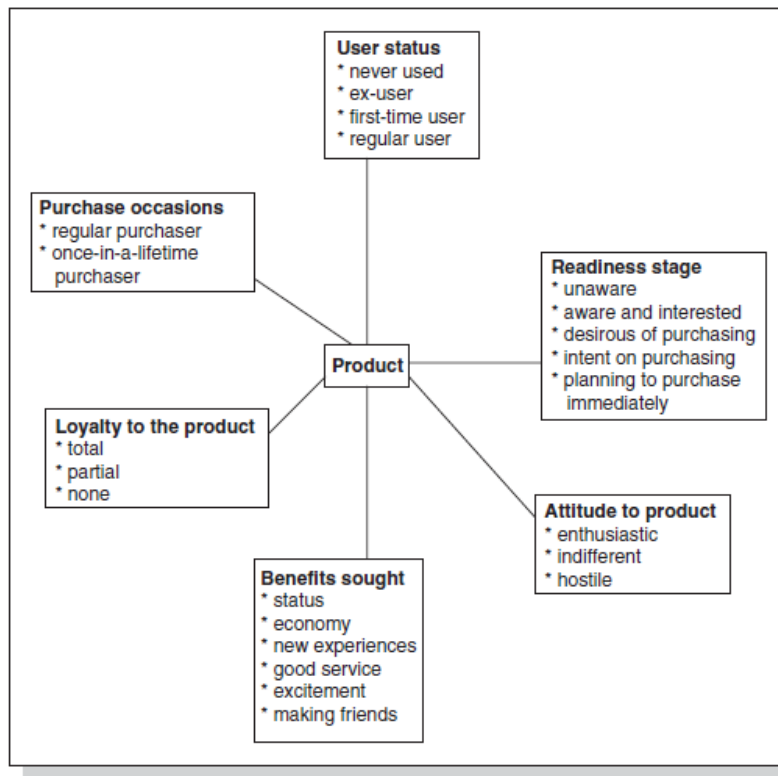 User status
* never used
* ex-user
* first-time user
* regular user
Purchase occasions
* regular purchaser
* once-in-a-lifetime
purchaser
Readiness stage
* unaware
* aware and interested
* desirous of purchasing
* intent on purchasing
* planning to purchase
immediately
Product
Loyalty to the product
* total
* partial
* none
Attitude to product
* enthusiastic
* indifferent
* hostile
Benefits sought
* status
* economy
* new experiences
* good service
* excitement
* making friends